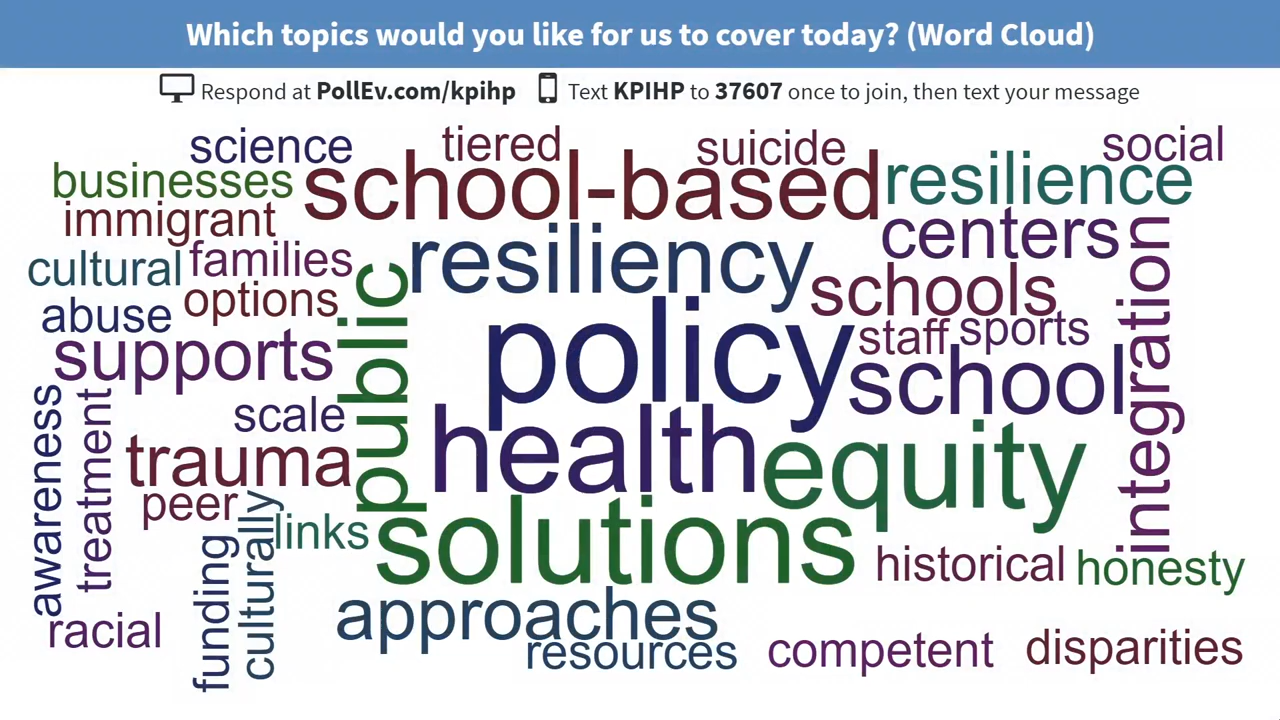 Which topics would you like for us to cover today? (Word Cloud)
Respond at PollEv.com/kpihp
Text KPIHP to 37607 once to join, then text your message
science
tiered
suicide
social
businesses
school-based
resilience
immigrant
centers
cultural
families
resiliency
schools
integration
abuse
options
public
policy
staff
sports
supports
school
awareness
treatment
scale
health
equity
trauma
peer
culturally
links
solutions
historical
honesty
funding
racial
approaches
resources
competent
disparities